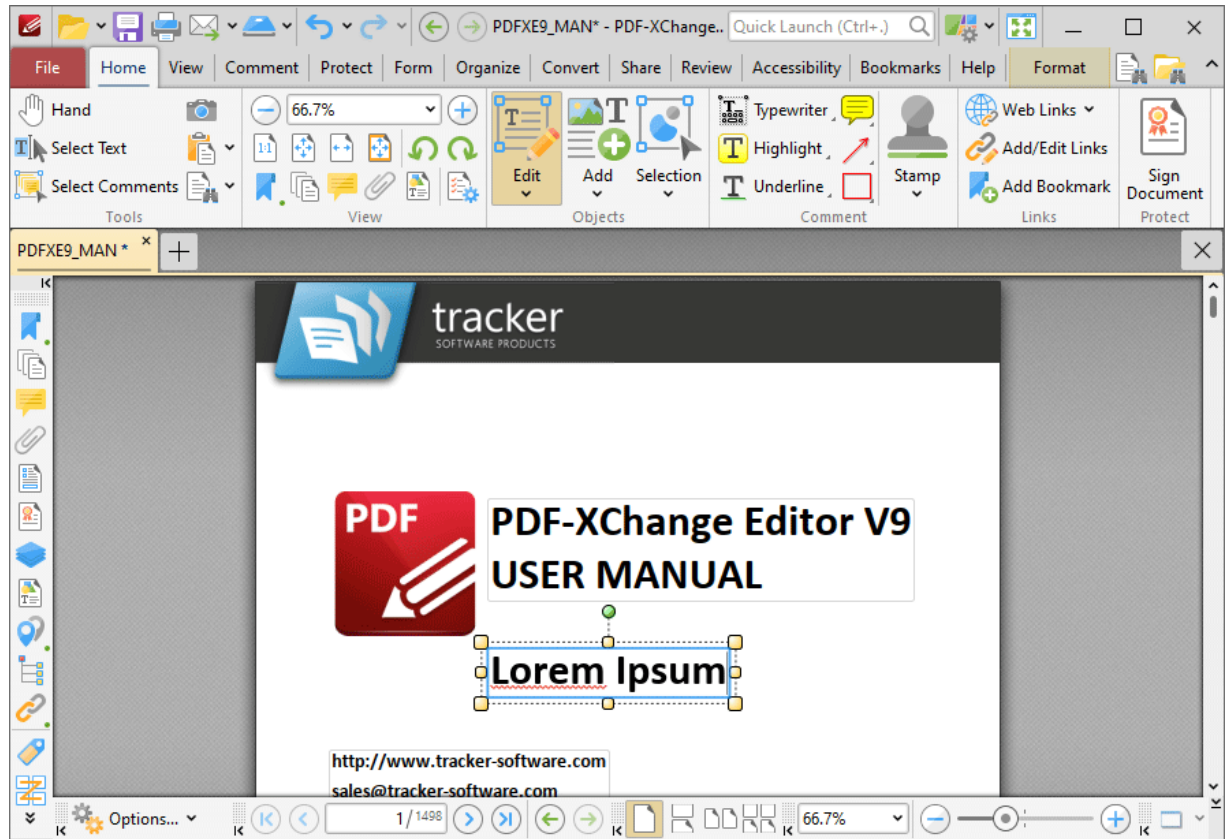 PDFXE9_MAN* - PDF-XChange..
Quick Launch (Ctrl+.)
File Home View Comment Protect Form Organize Convert Share Review Accessibility Bookmarks Help Format
Hand
Select Text
Select Comments
Tools
66.7%
1:1
View
Edit
Add
Selection
Objects
Typewriter
Highlight
Underline
Stamp
Comment
Web Links
Add/Edit Links
Add Bookmark
Links
Sign
Document
Protect
PDFXE9_MAN *
tracker
SOFTWARE PRODUCTS
PDF
PDF-XChange Editor V9
USER MANUAL
Lorem Ipsum
http://www.tracker-software.com
sales@tracker-software.com
Options...
1/1498
66.7%